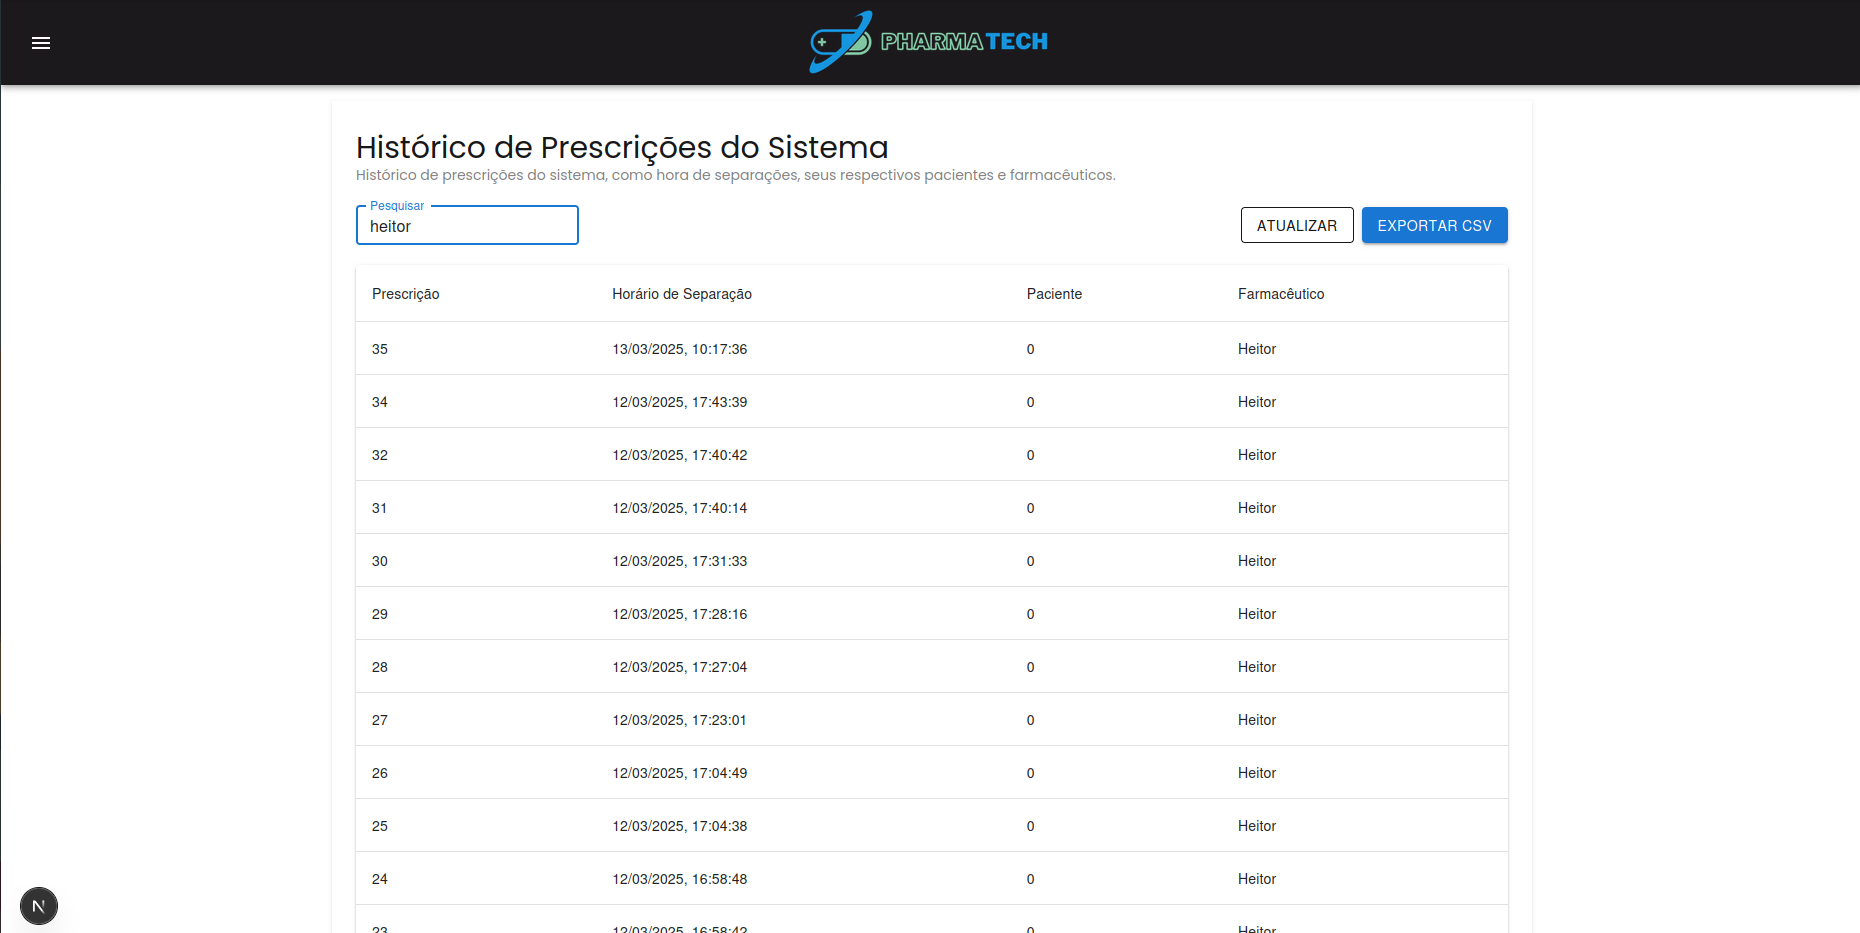 PHARMATECH
Histórico de Prescrições do Sistema
Histórico de prescrições do sistema, como hora de separações, seus respectivos pacientes e farmacêuticos.
Pesquisar
heitor
ATUALIZAR EXPORTAR CSV
Prescrição Horário de Separação Paciente Farmacêutico
35 13/03/2025, 10:17:36 0 Heitor
34 12/03/2025, 17:43:39 0 Heitor
32 12/03/2025, 17:40:42 0 Heitor
31 12/03/2025, 17:40:14 0 Heitor
30 12/03/2025, 17:31:33 0 Heitor
29 12/03/2025, 17:28:16 0 Heitor
28 12/03/2025, 17:27:04 0 Heitor
27 12/03/2025, 17:23:01 0 Heitor
26 12/03/2025, 17:04:49 0 Heitor
25 12/03/2025, 17:04:38 0 Heitor
24 12/03/2025, 16:58:48 0 Heitor
23 12/03/2025, 16:58:42 0 Heitor
N